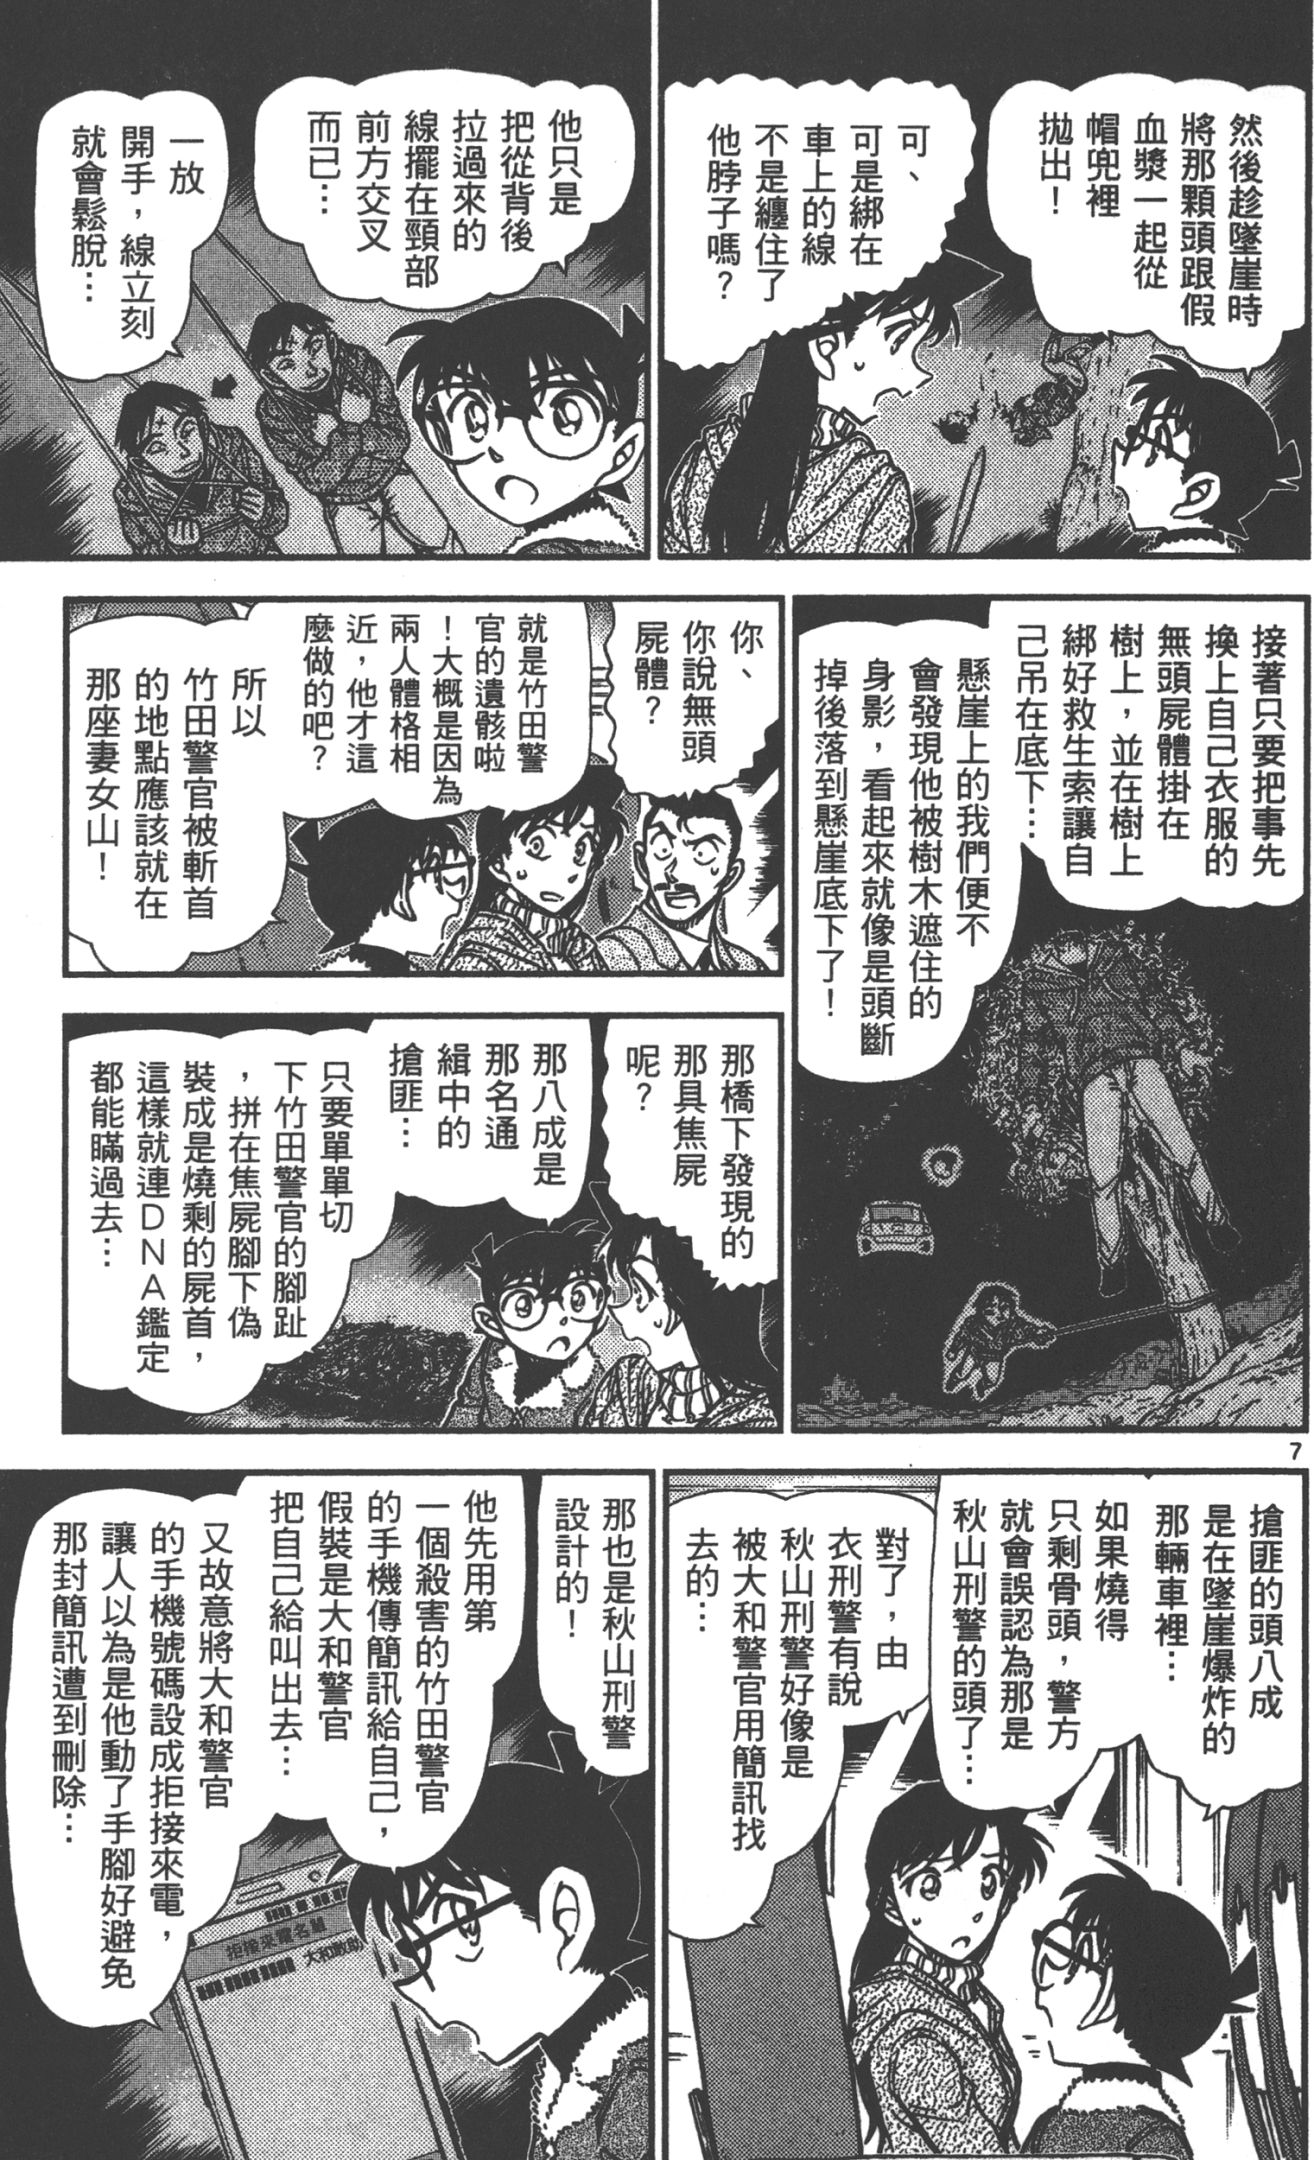 然後趁墜崖時
將那顆頭跟假
血漿一起從
帽兜裡
拋出！
可、
可是綁在
車上的線
不是纏住了
他脖子嗎？
他只是
把從背後
拉過來的
線擺在頸部
前方交叉
而已…
一放
開手，線立刻
就會鬆脫…
接著只要把事先
換上自己衣服的
無頭屍體掛在
樹上，並在樹上
綁好救生索讓自
己吊在底下…
懸崖上的我們便不
會發現他被樹木遮住的
身影，看起來就像是頭斷
掉後落到懸崖底下了！
你、
你說無頭
屍體？
就是竹田警
官的遺骸啦
！大概是因為
兩人體格相
近，他才這
麼做的吧？
所以
竹田警官被斬首
的地點應該就在
那座妻女山！
那橋下發現的
那具焦屍
呢？
那八成是
那名通
緝中的
搶匪…
只要單單切
下竹田警官的腳趾
，拼在焦屍腳下偽
裝成是燒剩的屍首，
這樣就連DNA鑑定
都能瞞過去…
7
搶匪的頭八成
是在墜崖爆炸的
那輛車裡…
如果燒得
只剩骨頭，警方
就會誤認為那是
秋山刑警的頭了…
對了，由
衣刑警有說
秋山刑警好像是
被大和警官用簡訊找
去的…
那也是秋山刑警
設計的！
他先用第
一個殺害的竹田警官
的手機傳簡訊給自己，
假裝是大和警官
把自己給叫出去…
又故意將大和警官
的手機號碼設成拒接來電，
讓人以為是他動了手腳好避免
那封簡訊遭到刪除…
拒接來電名單
大和敢助